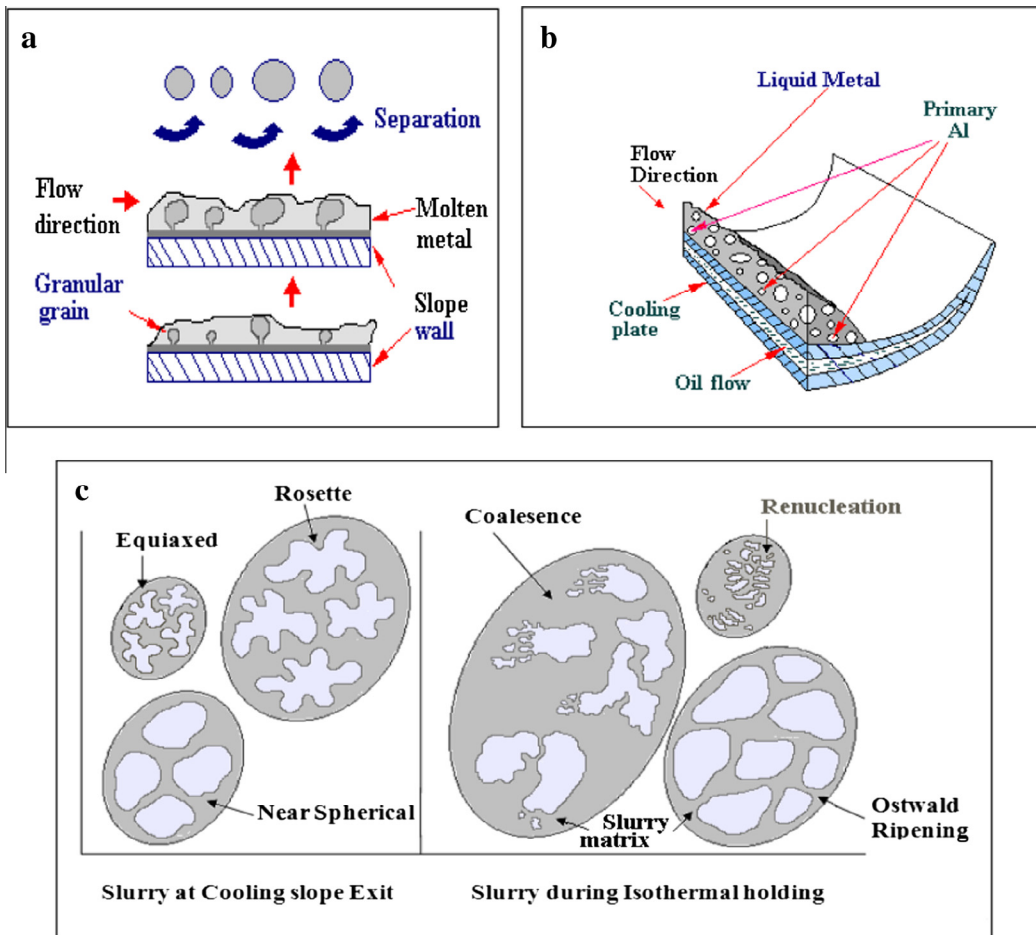 a
Separation
Flow
direction
Molten
metal
Granular
grain
Slope
wall
b
Liquid Metal
Primary
Al
Flow
Direction
Cooling
plate
Oil flow
c
Rosette
Equiaxed
Near Spherical
Coalesence
Renucleation
Slurry
matrix
Ostwald
Ripening
Slurry at Cooling slope Exit
Slurry during Isothermal holding